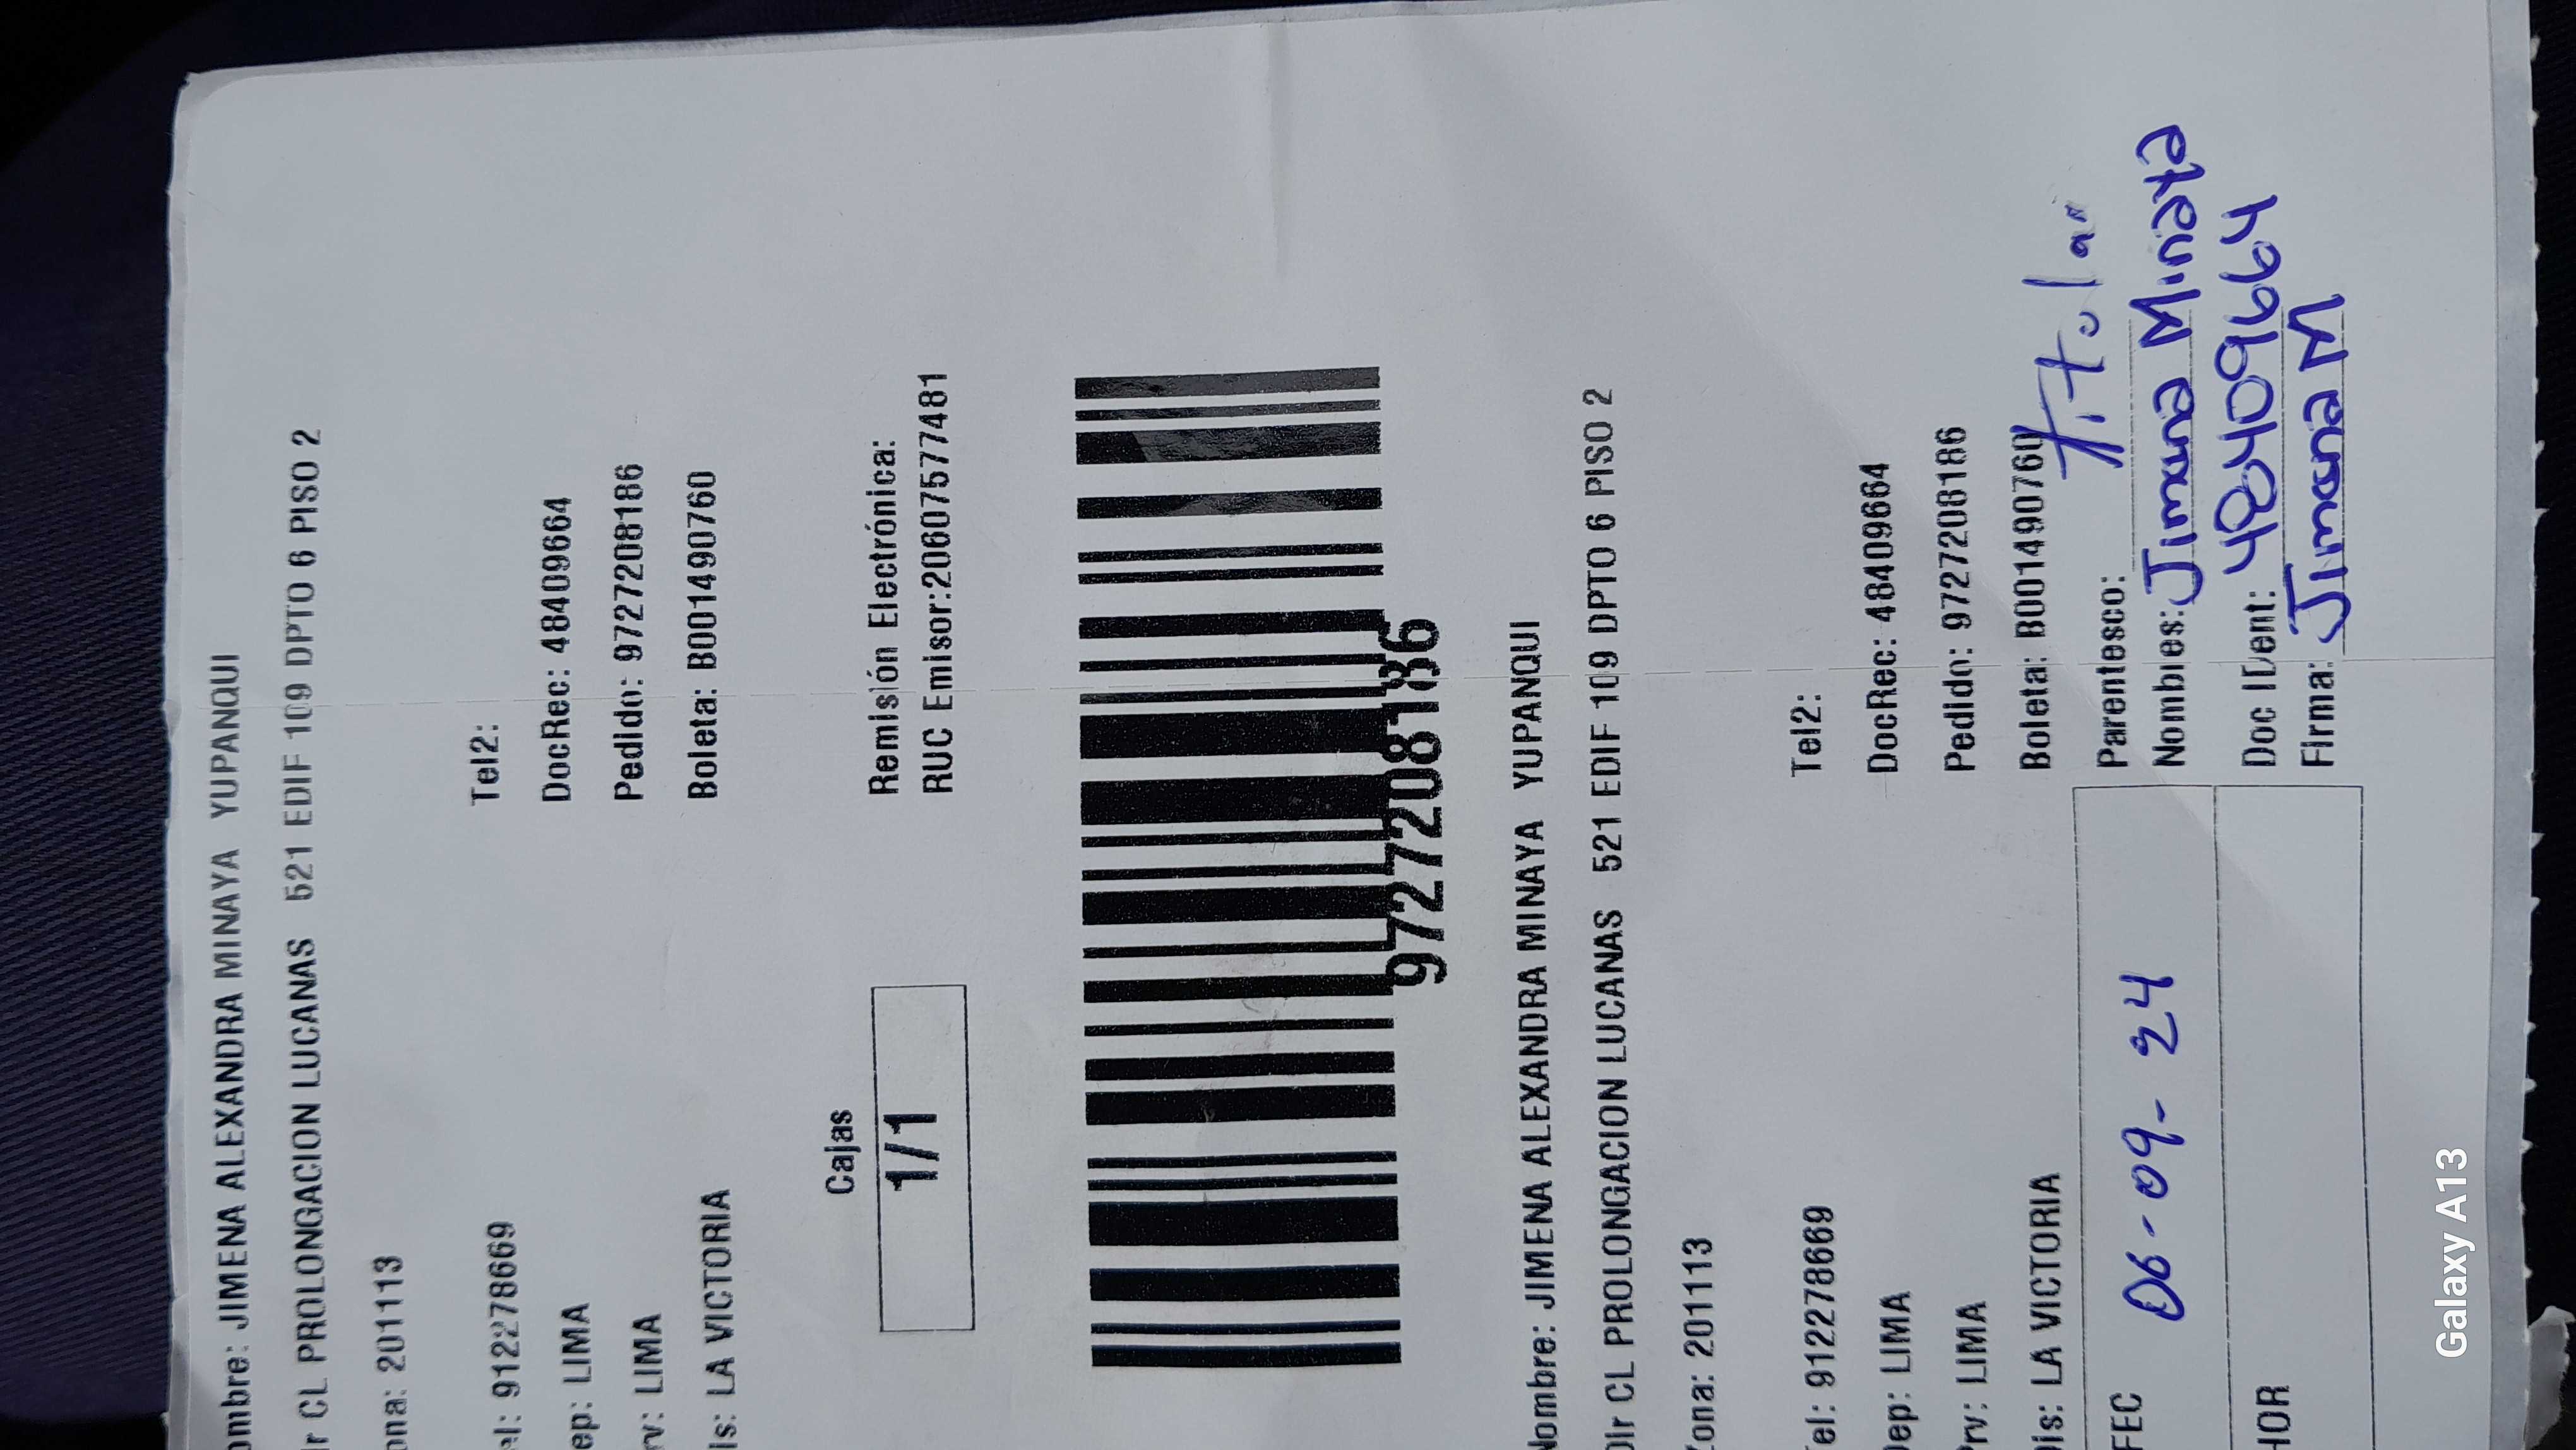 ombre: JIMENA ALEXANDRA MINAYA YUPANQUI
Ir CL PROLONGACION LUCANAS 521 EDIF 109 DPTO 6 PISO 2
ona: 201113
el: 912278669 Tel2:
ep: LIMA DocRec: 48409664
rv: LIMA Pedido: 9727208186
is: LA VICTORIA Boleta: B001490760
Cajas
1/1
Remisión Electrónica:
RUC Emisor:20607577481
9727208186
Nombre: JIMENA ALEXANDRA MINAYA YUPANQUI
DIr CL PROLONGACION LUCANAS 521 EDIF 109 DPTO 6 PISO 2
Zona: 201113
Tel: 912278669 Tel2:
Dep: LIMA DocRec: 48409664
Prv: LIMA Pedido: 9727208186
Dis: LA VICTORIA Boleta: B001490760
FEC 06-09-24
HOR
Parentesco: Titular
Nombres: Jimena Minaya
Doc IDent: 48409664
Firma: Jimena M
Galaxy A13